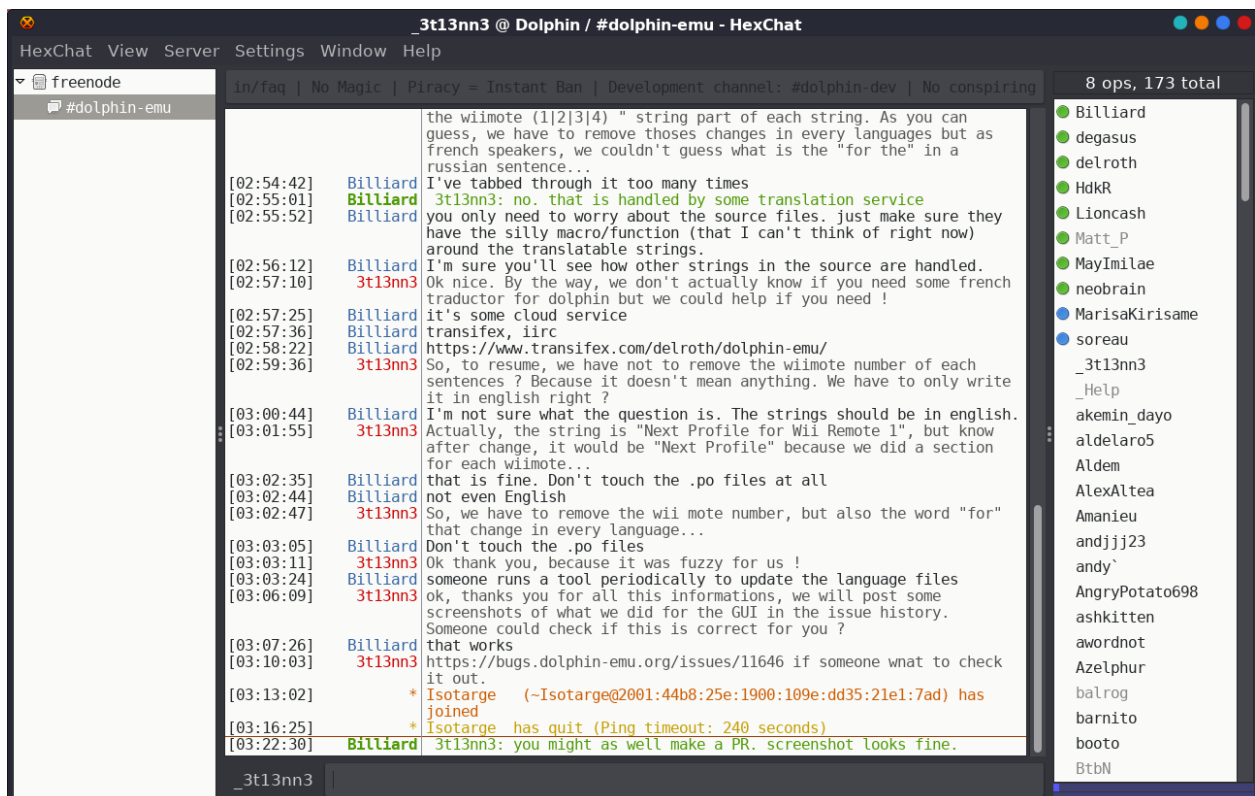 _3t13nn3 @ Dolphin / #dolphin-emu - HexChat
HexChat View Server Settings Window Help
freenode
#dolphin-emu
in/faq | No Magic | Piracy = Instant Ban | Development channel: #dolphin-dev | No conspiring
8 ops, 173 total
the wiimote (1|2|3|4) " string part of each string. As you can
guess, we have to remove thoses changes in every languages but as
french speakers, we couldn't guess what is the "for the" in a
russian sentence...
[02:54:42] Billiard I've tabbed through it too many times
[02:55:01] Billiard 3t13nn3: no. that is handled by some translation service
[02:55:52] Billiard you only need to worry about the source files. just make sure they
have the silly macro/function (that I can't think of right now)
around the translatable strings.
[02:56:12] Billiard I'm sure you'll see how other strings in the source are handled.
[02:57:10] 3t13nn3 Ok nice. By the way, we don't actually know if you need some french
traductor for dolphin but we could help if you need !
[02:57:25] Billiard it's some cloud service
[02:57:36] Billiard transifex, iirc
[02:58:22] Billiard https://www.transifex.com/delroth/dolphin-emu/
[02:59:36] 3t13nn3 So, to resume, we have not to remove the wiimote number of each
sentences ? Because it doesn't mean anything. We have to only write
it in english right ?
[03:00:44] Billiard I'm not sure what the question is. The strings should be in english.
[03:01:55] 3t13nn3 Actually, the string is "Next Profile for Wii Remote 1", but know
after change, it would be "Next Profile" because we did a section
for each wiimote...
[03:02:35] Billiard that is fine. Don't touch the .po files at all
[03:02:44] Billiard not even English
[03:02:47] 3t13nn3 So, we have to remove the wii mote number, but also the word "for"
that change in every language...
[03:03:05] Billiard Don't touch the .po files
[03:03:11] 3t13nn3 Ok thank you, because it was fuzzy for us !
[03:03:24] Billiard someone runs a tool periodically to update the language files
[03:06:09] 3t13nn3 ok, thanks you for all this informations, we will post some
screenshots of what we did for the GUI in the issue history.
Someone could check if this is correct for you ?
[03:07:26] Billiard that works
[03:10:03] 3t13nn3 https://bugs.dolphin-emu.org/issues/11646 if someone wnat to check
it out.
[03:13:02] * Isotarge (~Isotarge@2001:44b8:25e:1900:109e:dd35:21e1:7ad) has
joined
[03:16:25] * Isotarge has quit (Ping timeout: 240 seconds)
[03:22:30] Billiard 3t13nn3: you might as well make a PR. screenshot looks fine.
_3t13nn3
Billiard
degasus
delroth
HdkR
Lioncash
Matt_P
MayImilae
neobrain
MarisaKirisame
soreau
_3t13nn3
_Help
akemin_dayo
aldelaro5
Aldem
AlexAltea
Amanieu
andjjj23
andy`
AngryPotato698
ashkitten
awordnot
Azelphur
balrog
barnito
booto
BtbN